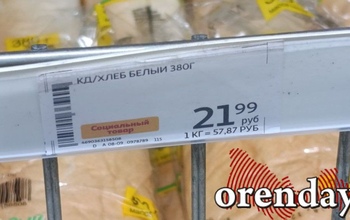 КД/ХЛЕБ БЕЛЫЙ 380Г
Социальный
товар
21 99
руб
1 КГ = 57,87 РУБ
orenday